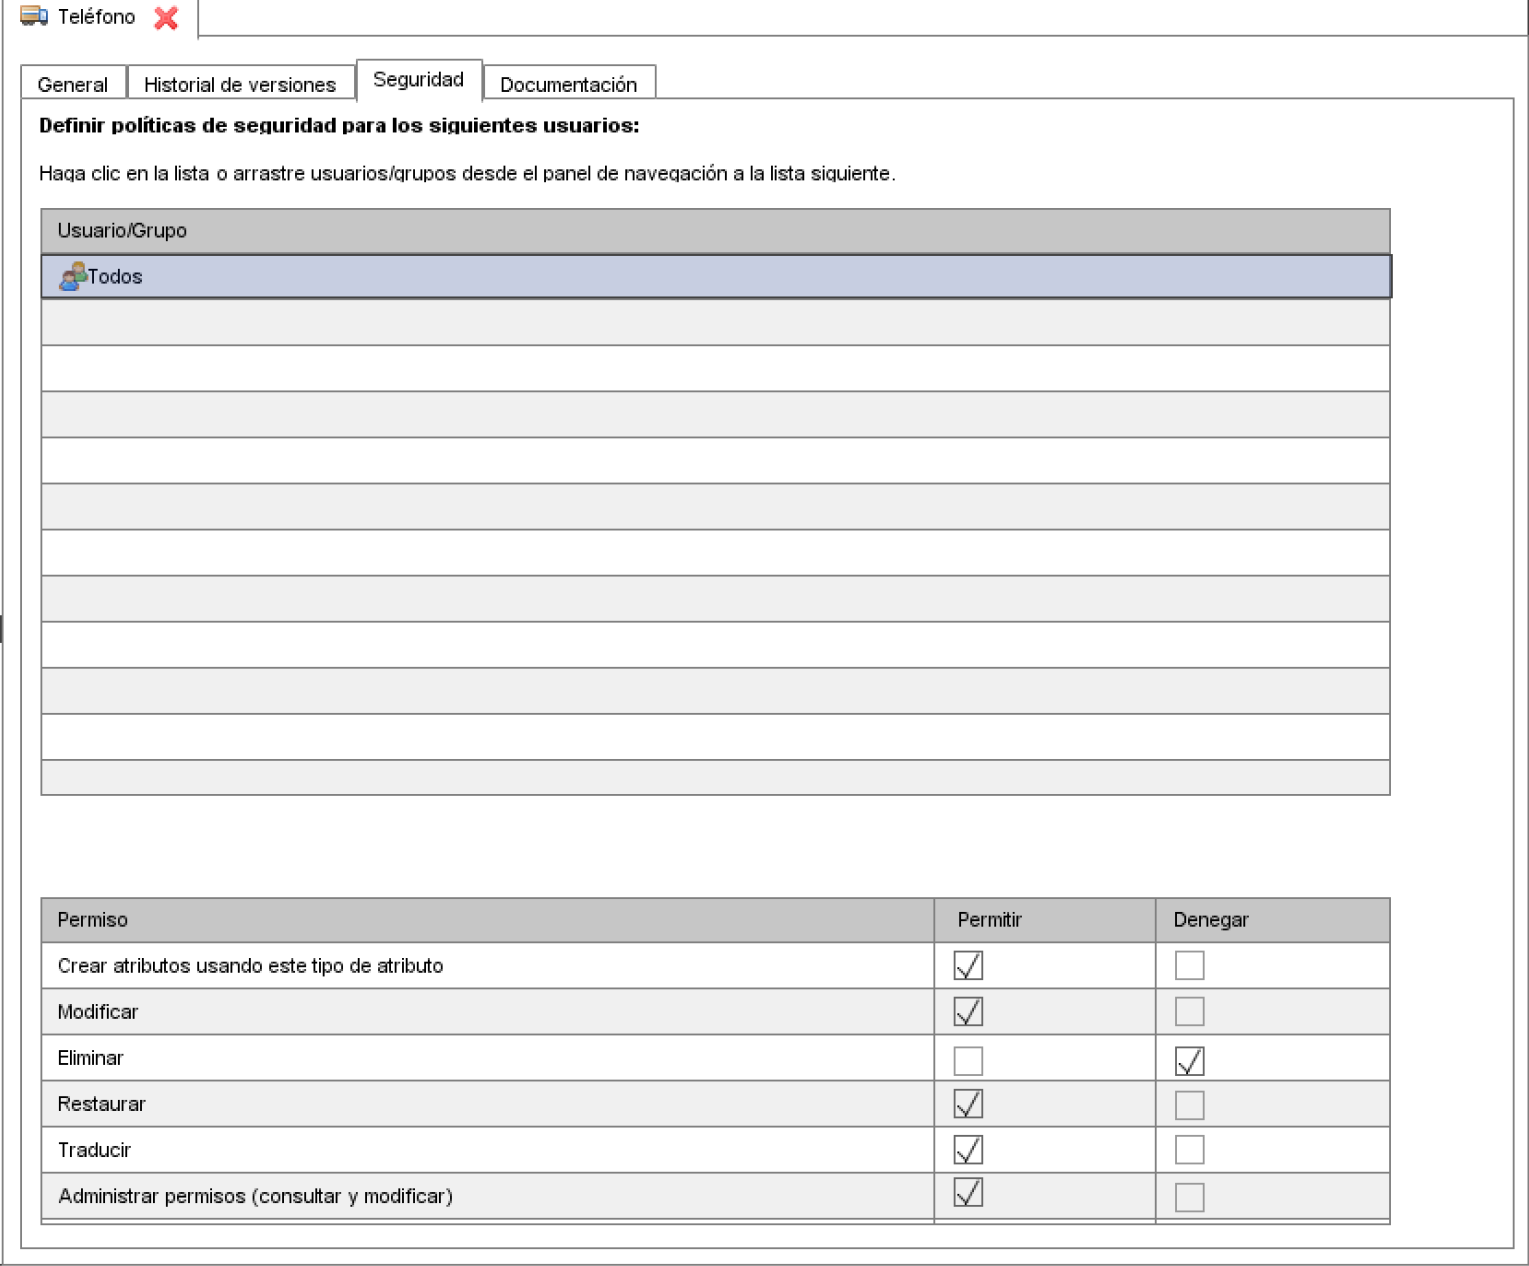 Teléfono
General
Historial de versiones
Seguridad
Documentación
Definir políticas de seguridad para los siguientes usuarios:
Haga clic en la lista o arrastre usuarios/grupos desde el panel de navegación a la lista siguiente.
Usuario/Grupo
Todos
Permiso Permitir Denegar
Crear atributos usando este tipo de atributo
Modificar
Eliminar
Restaurar
Traducir
Administrar permisos (consultar y modificar)